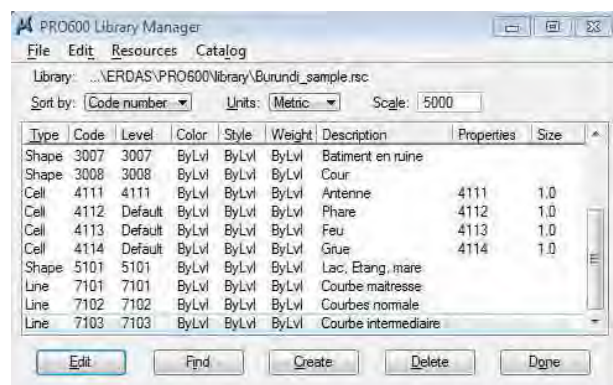 PRO600 Library Manager
File Edit Resources Catalog
Library: ...\ERDAS\PRO600\library\Burundi_sample.rsc
Sort by: Code number Units: Metric Scale: 5000
Type Code Level Color Style Weight Description Properties Size
Shape 3007 3007 ByLvl ByLvl ByLvl Batiment en ruine
Shape 3008 3008 ByLvl ByLvl ByLvl Cour
Cell 4111 4111 ByLvl ByLvl ByLvl Antenne 4111 1.0
Cell 4112 Default ByLvl ByLvl ByLvl Phare 4112 1.0
Cell 4113 Default ByLvl ByLvl ByLvl Feu 4113 1.0
Cell 4114 Default ByLvl ByLvl ByLvl Grue 4114 1.0
Shape 5101 5101 ByLvl ByLvl ByLvl Lac, Etang, mare
Line 7101 7101 ByLvl ByLvl ByLvl Courbe maitresse
Line 7102 7102 ByLvl ByLvl ByLvl Courbes normale
Line 7103 7103 ByLvl ByLvl ByLvl Courbe intermediaire
Edit Find Create Delete Done